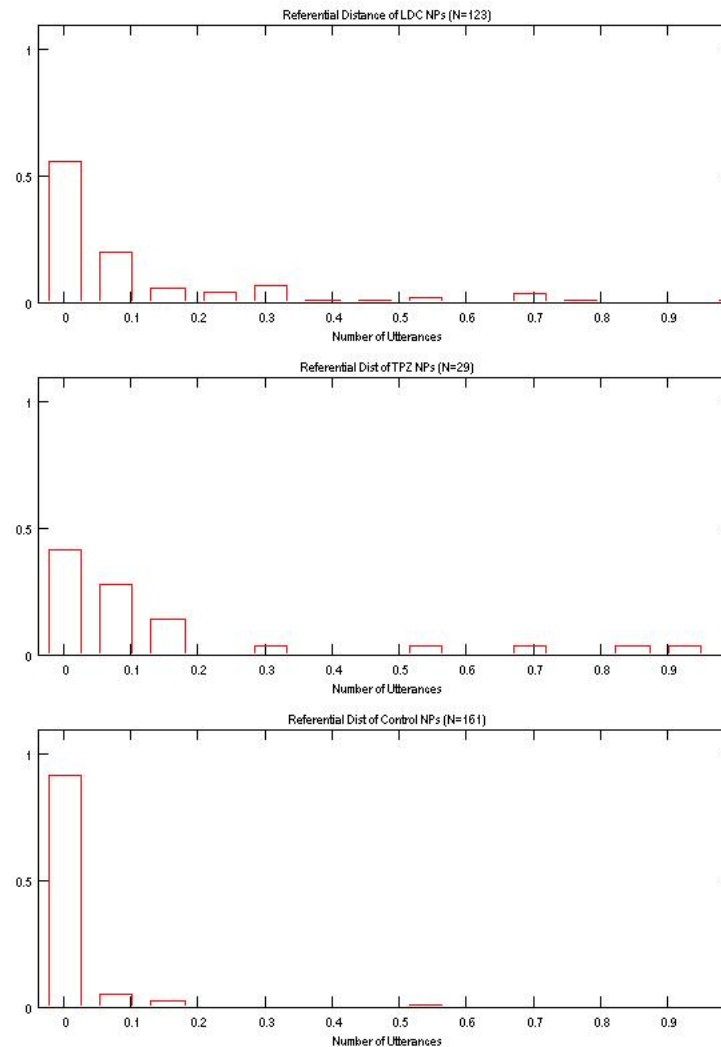 Referential Distance of LDC NPs (N=123)
1
0.5
0
0 0.1 0.2 0.3 0.4 0.5 0.6 0.7 0.8 0.9
Number of Utterances
Referential Dist of TPZ NPs (N=29)
1
0.5
0
0 0.1 0.2 0.3 0.4 0.5 0.6 0.7 0.8 0.9
Number of Utterances
Referential Dist of Control NPs (N=161)
1
0.5
0
0 0.1 0.2 0.3 0.4 0.5 0.6 0.7 0.8 0.9
Number of Utterances